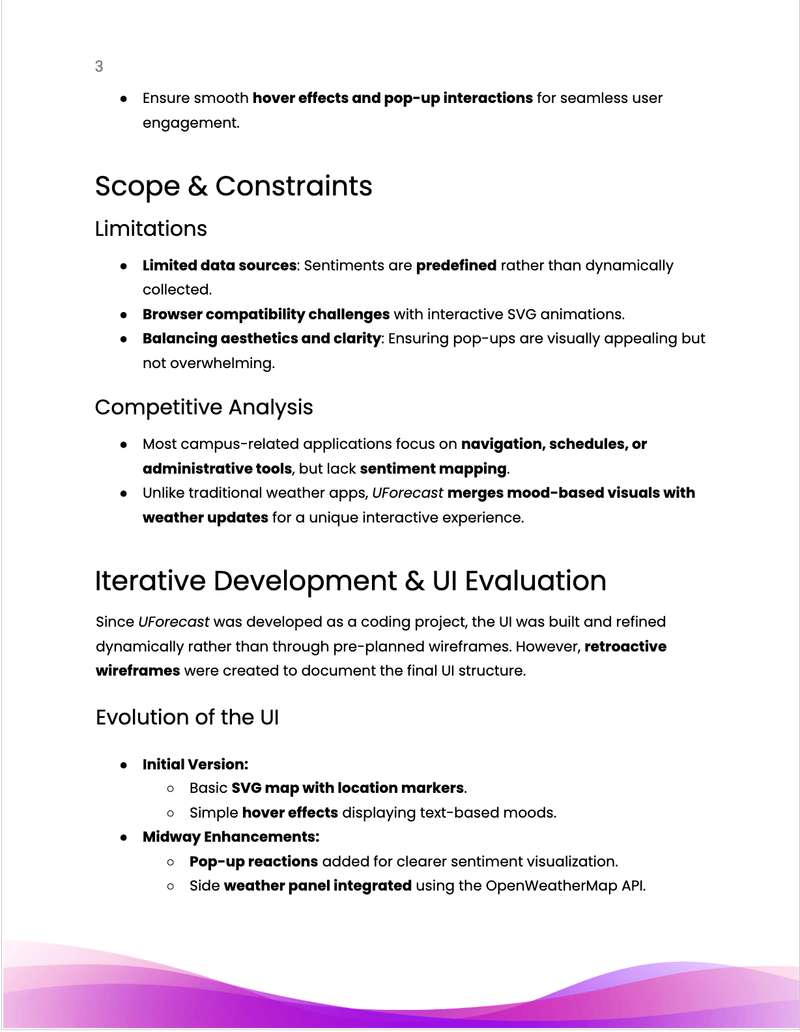 3
● Ensure smooth hover effects and pop-up interactions for seamless user
engagement.
Scope & Constraints
Limitations
● Limited data sources: Sentiments are predefined rather than dynamically
collected.
● Browser compatibility challenges with interactive SVG animations.
● Balancing aesthetics and clarity: Ensuring pop-ups are visually appealing but
not overwhelming.
Competitive Analysis
● Most campus-related applications focus on navigation, schedules, or
administrative tools, but lack sentiment mapping.
● Unlike traditional weather apps, UForecast merges mood-based visuals with
weather updates for a unique interactive experience.
Iterative Development & UI Evaluation
Since UForecast was developed as a coding project, the UI was built and refined
dynamically rather than through pre-planned wireframes. However, retroactive
wireframes were created to document the final UI structure.
Evolution of the UI
● Initial Version:
○ Basic SVG map with location markers.
○ Simple hover effects displaying text-based moods.
● Midway Enhancements:
○ Pop-up reactions added for clearer sentiment visualization.
○ Side weather panel integrated using the OpenWeatherMap API.